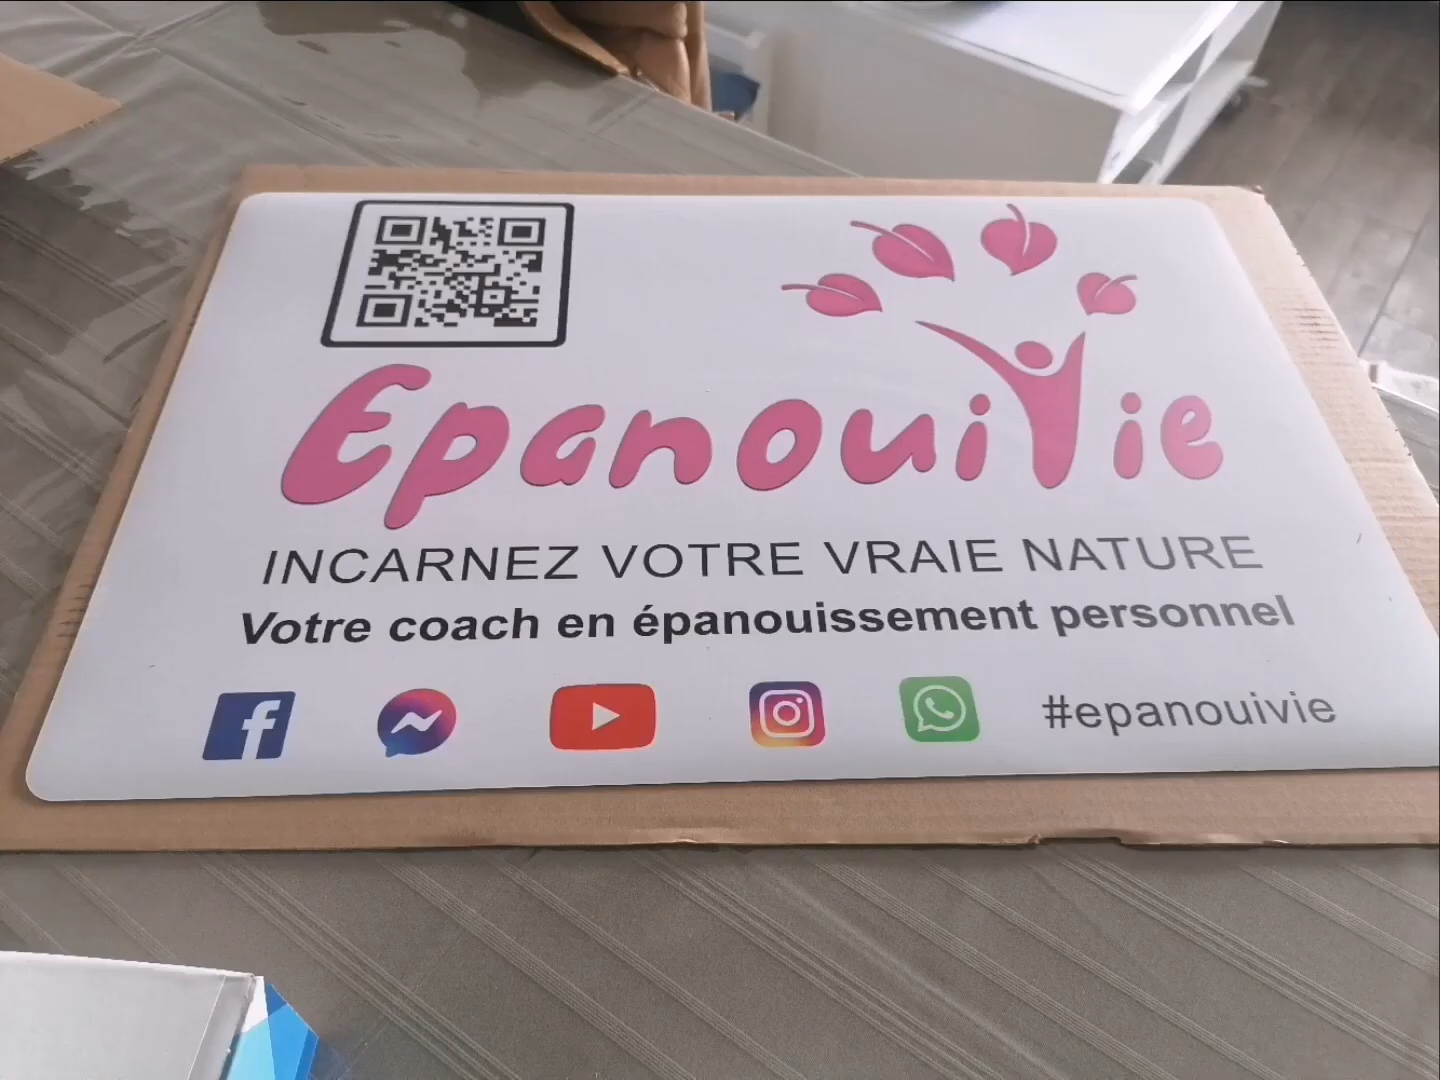 EpanouiVie
INCARNEZ VOTRE VRAIE NATURE
Votre coach en épanouissement personnel
#epanouivie